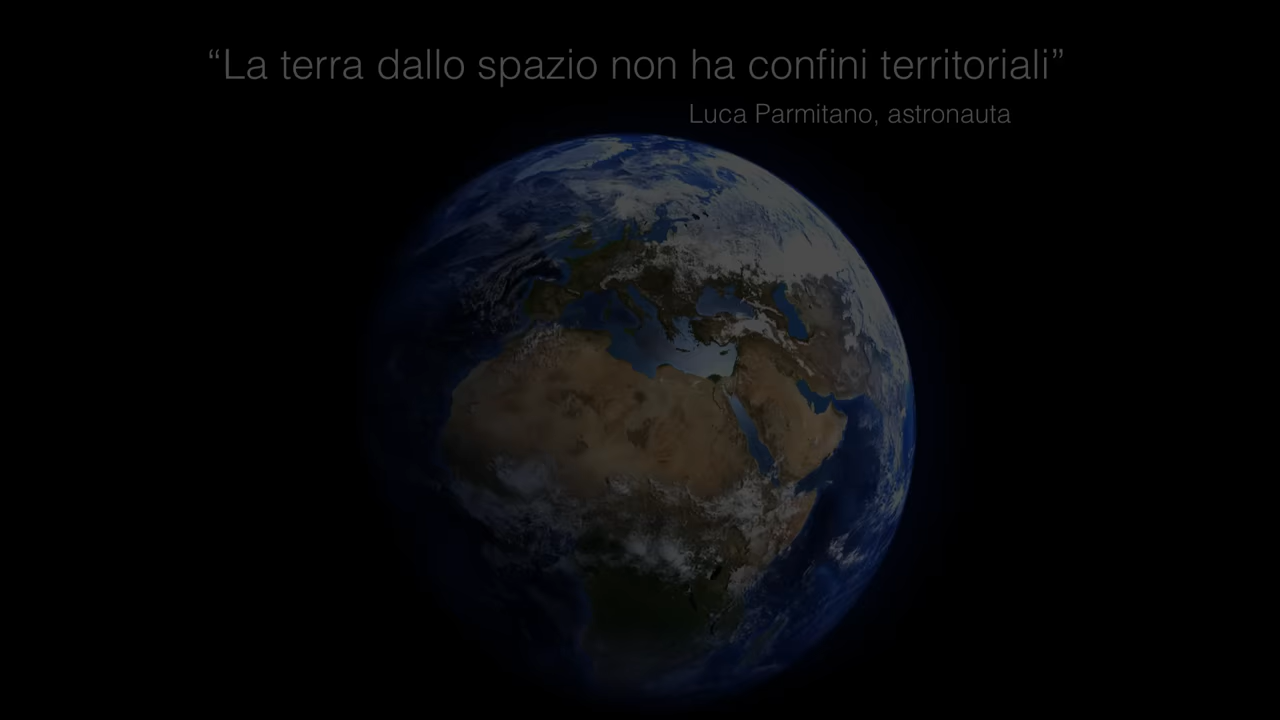 “La terra dallo spazio non ha confini territoriali”
Luca Parmitano, astronauta